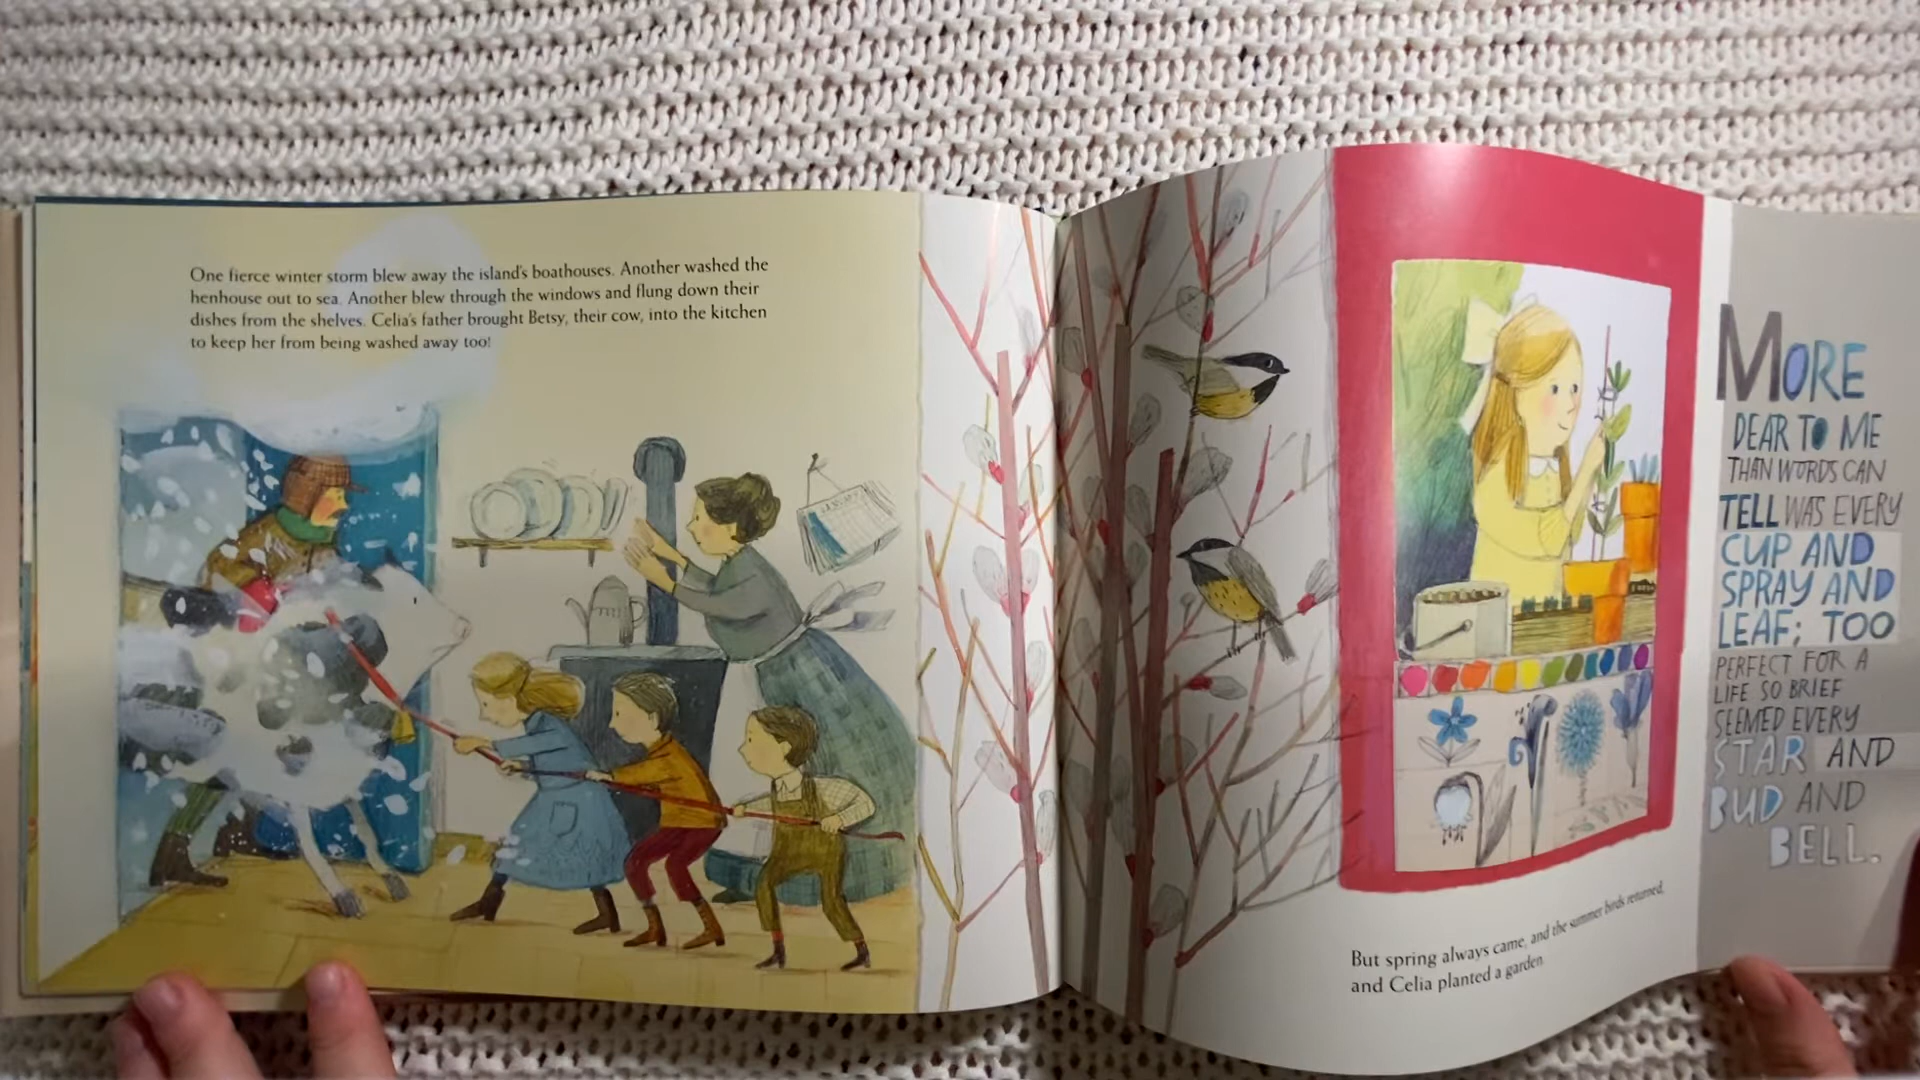 One fierce winter storm blew away the island's boathouses. Another washed the
henhouse out to sea. Another blew through the windows and flung down their
dishes from the shelves. Celia's father brought Betsy, their cow, into the kitchen
to keep her from being washed away too!
But spring always came, and the summer birds returned,
and Celia planted a garden
MORE
DEAR TO ME
THAN WORDS CAN
TELL WAS EVERY
CUP AND
SPRAY AND
LEAF; TOO
PERFECT FOR A
LIFE SO BRIEF
SEEMED EVERY
STAR AND
BUD AND
BELL.